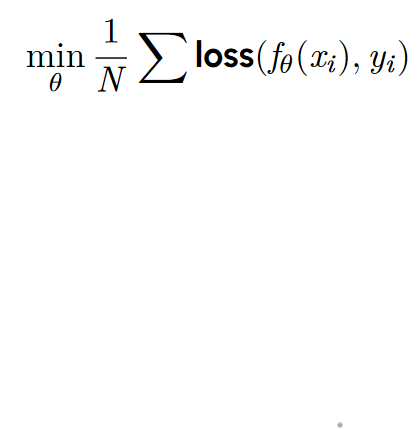 min_θ 1/N ∑ loss(f_θ(x_i), y_i)